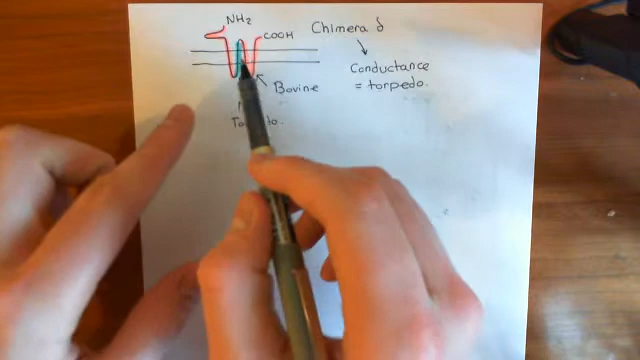 NH₂
COOH
Chimera δ
Conductance
= torpedo.
Bovine